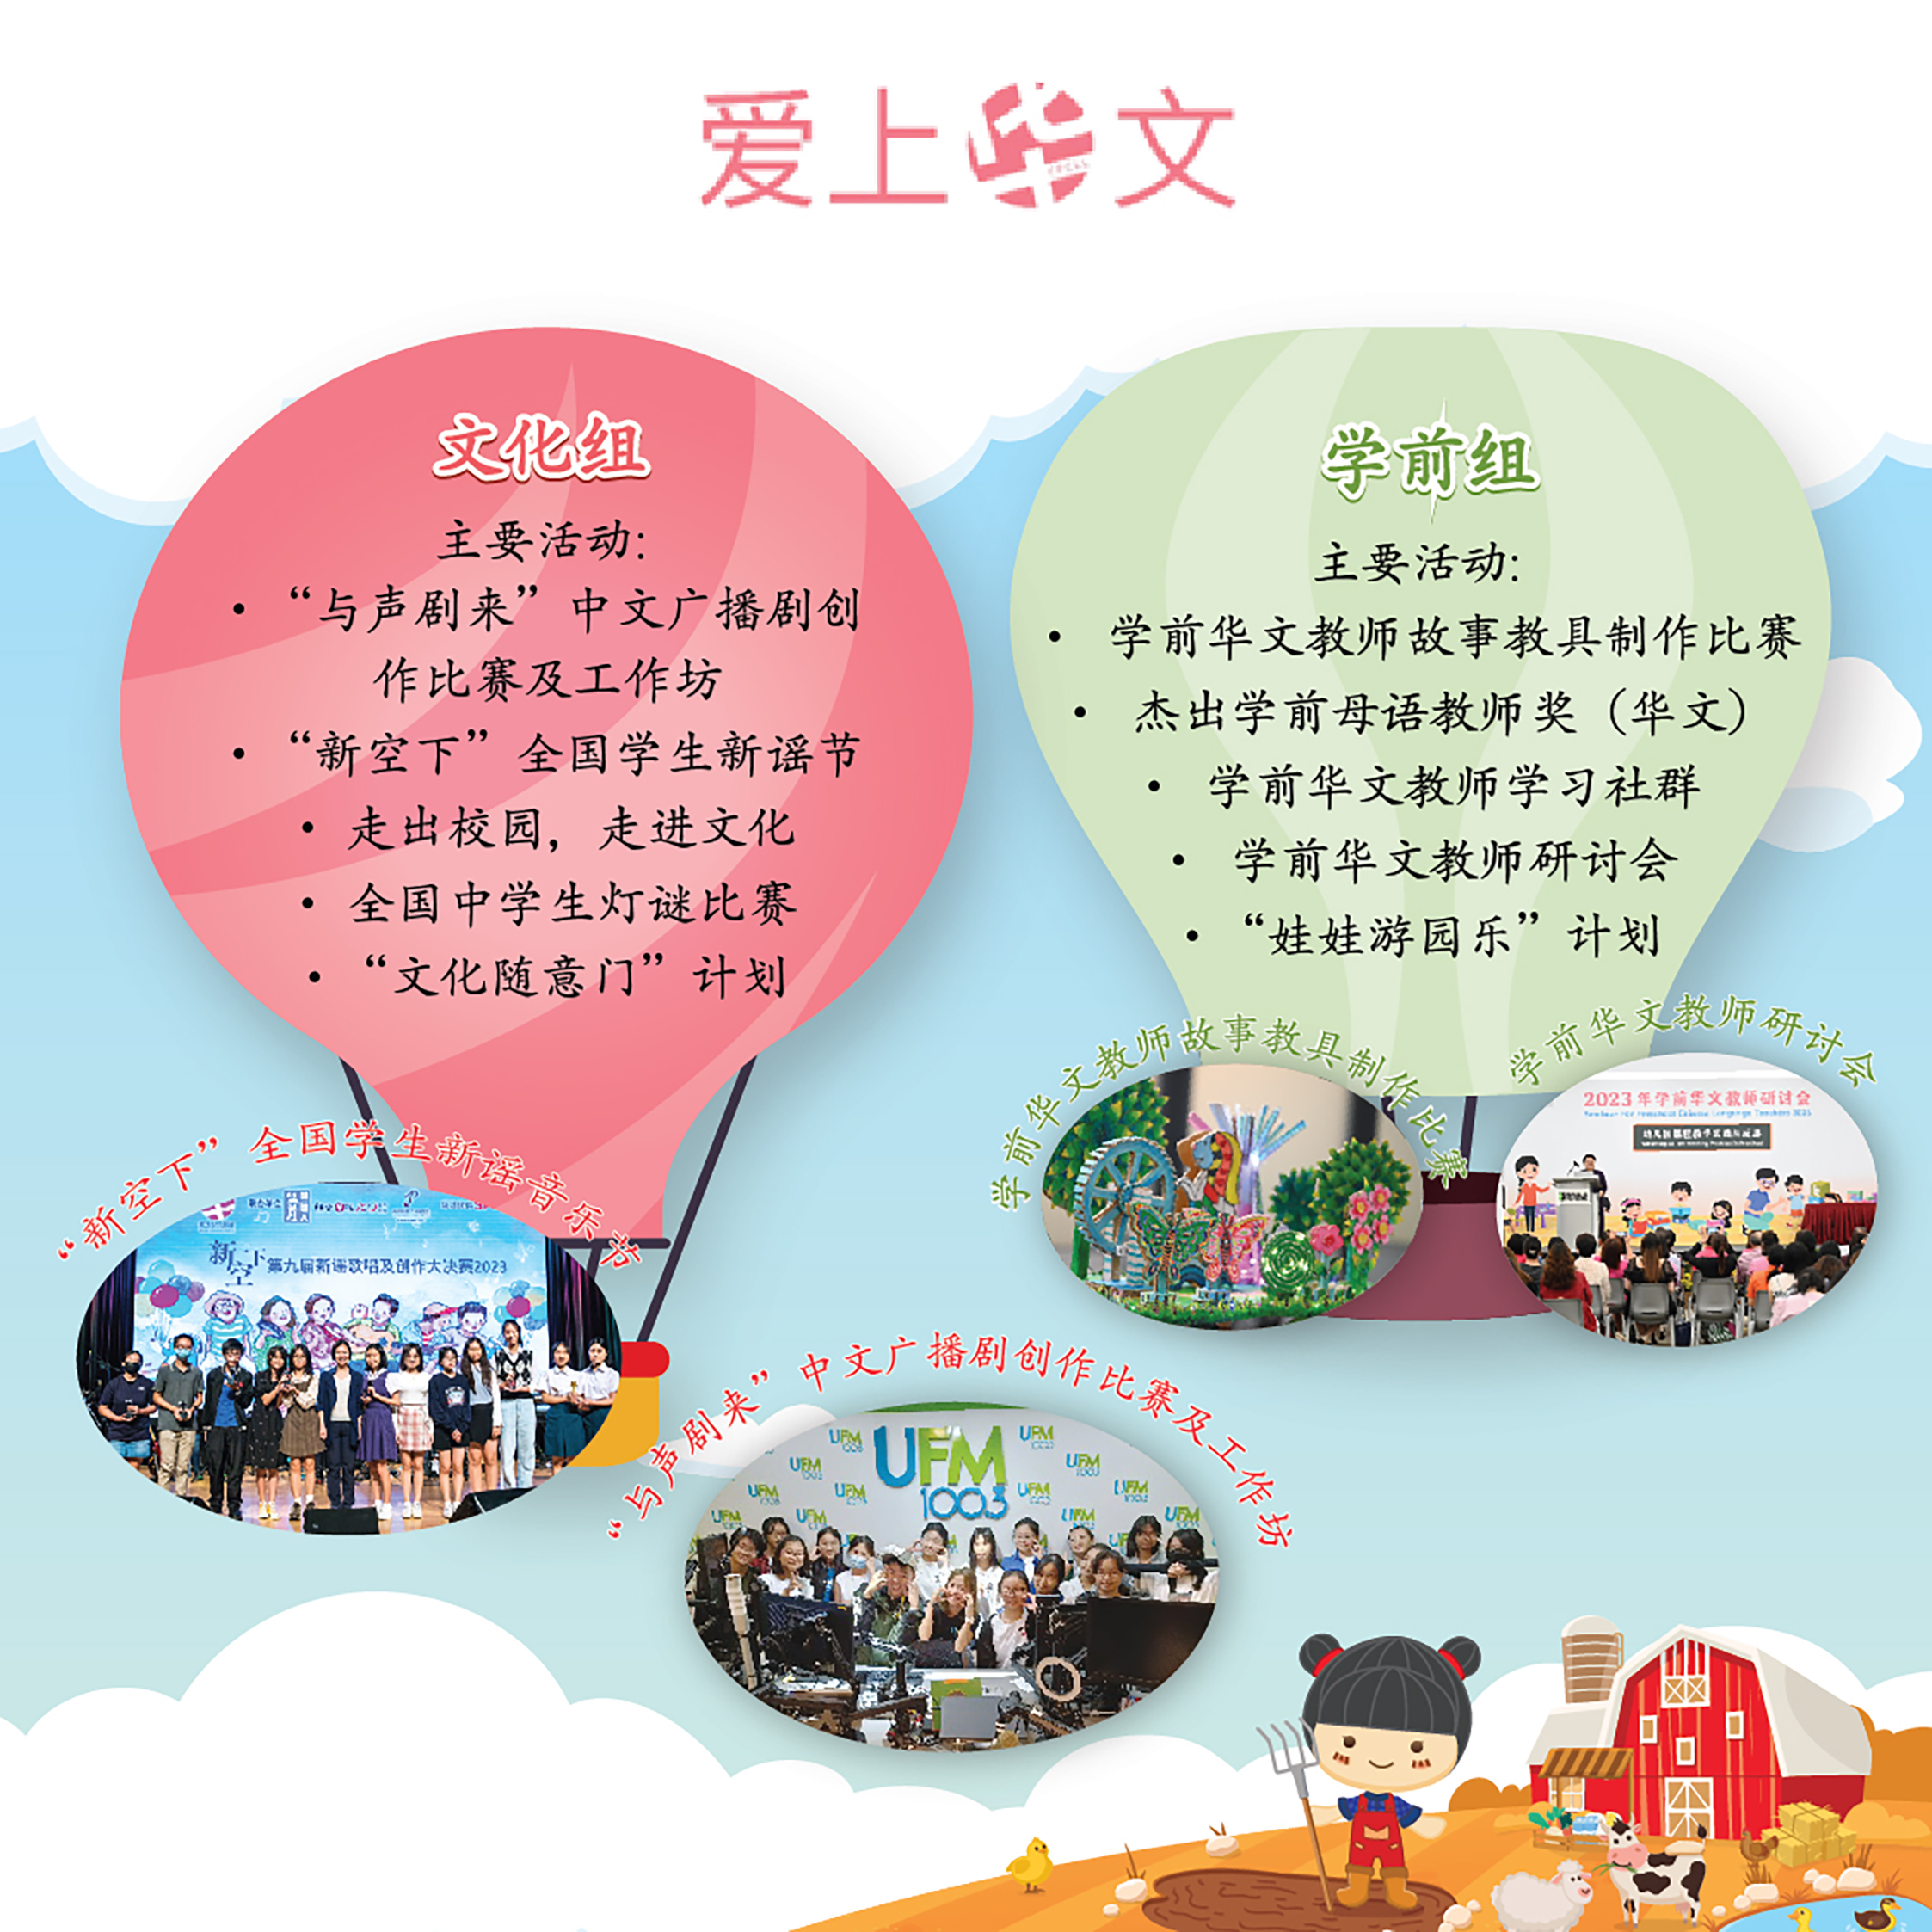 爱上华文
文化组
主要活动:
• “与声剧来”中文广播剧创
作比赛及工作坊
• “新空下”全国学生新谣节
• 走出校园，走进文化
• 全国中学生灯谜比赛
• “文化随意门”计划
学前组
主要活动:
• 学前华文教师故事教具制作比赛
• 杰出学前母语教师奖（华文）
• 学前华文教师学习社群
• 学前华文教师研讨会
• “娃娃游园乐”计划
学前华文教师故事教具制作比赛
学前华文教师研讨会
2023年学前华文教师研讨会
“新空下”全国学生新谣音乐节
新空下第九届新谣歌唱及创作大决赛2023
“与声剧来”中文广播剧创作比赛及工作坊
UFM
100.3